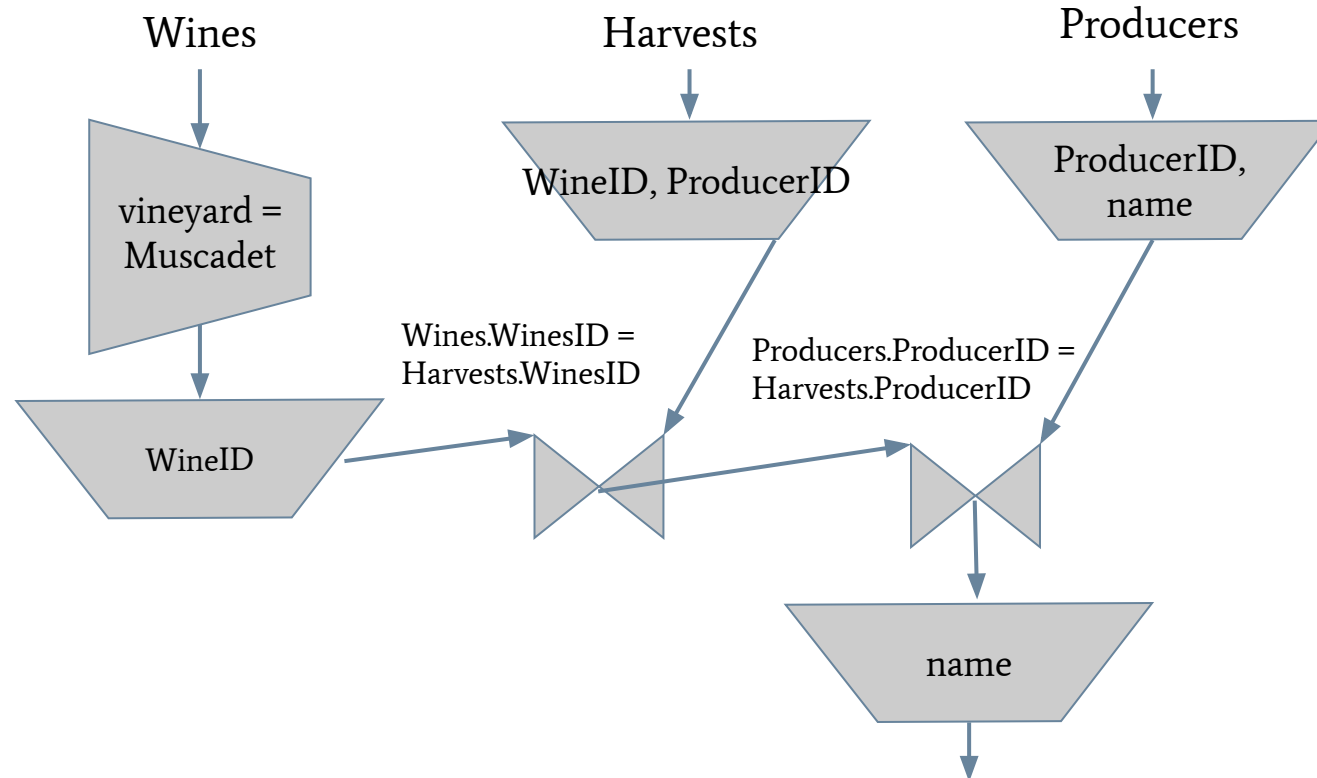 Wines
Harvests
Producers
vineyard =
Muscadet
WineID, ProducerID
ProducerID,
name
Wines.WinesID =
Harvests.WinesID
Producers.ProducerID =
Harvests.ProducerID
WineID
name